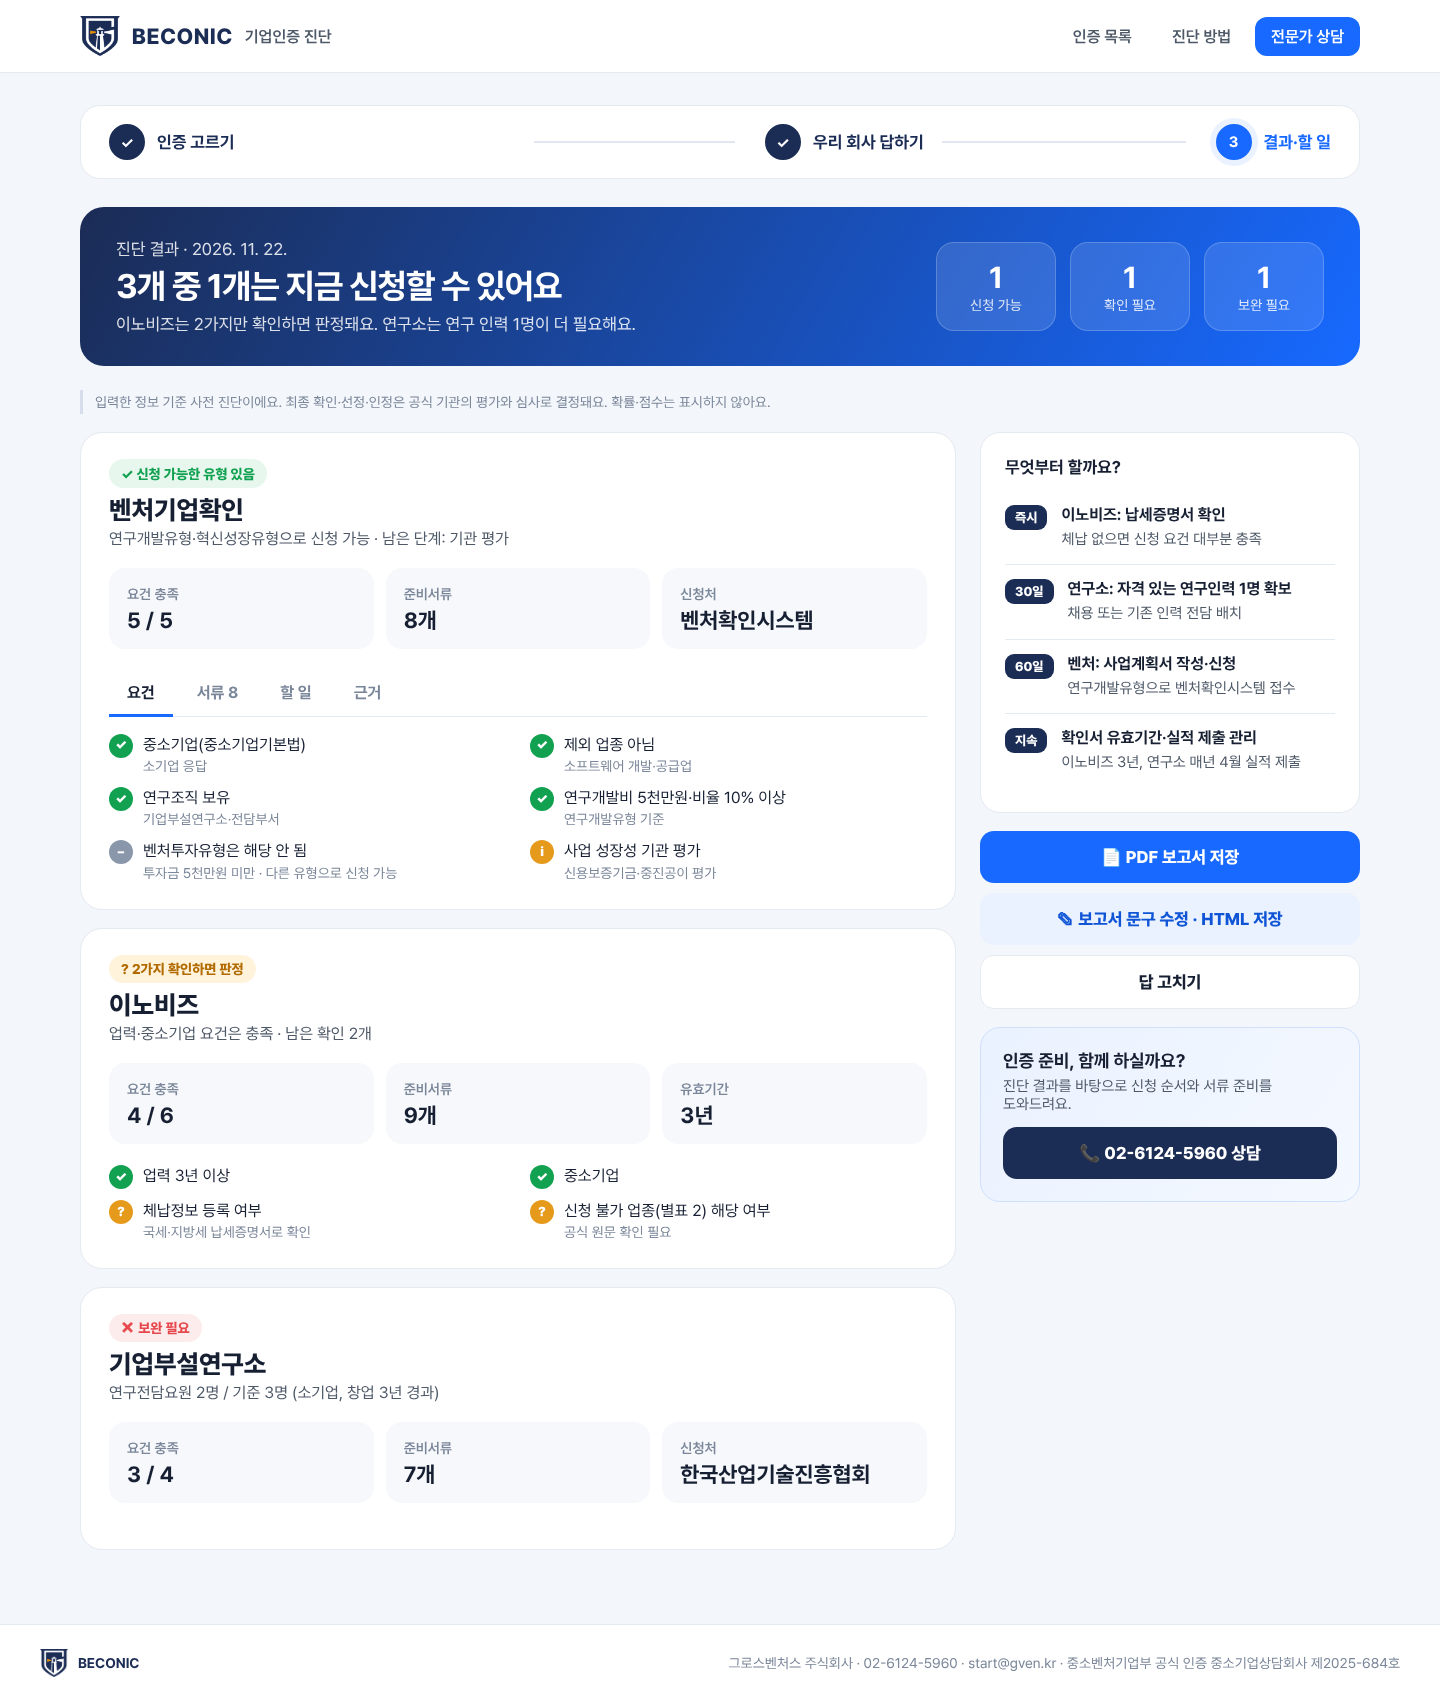 BECONIC 기업인증 진단
인증 목록
진단 방법
전문가 상담
인증 고르기
우리 회사 답하기
3 결과·할 일
진단 결과 · 2026. 11. 22.
3개 중 1개는 지금 신청할 수 있어요
이노비즈는 2가지만 확인하면 판정돼요. 연구소는 연구 인력 1명이 더 필요해요.
1
신청 가능
1
확인 필요
1
보완 필요
입력한 정보 기준 사전 진단이에요. 최종 확인·선정·인정은 공식 기관의 평가와 심사로 결정돼요. 확률·점수는 표시하지 않아요.
✓ 신청 가능한 유형 있음
벤처기업확인
연구개발유형·혁신성장유형으로 신청 가능 · 남은 단계: 기관 평가
요건 충족
5 / 5
준비서류
8개
신청처
벤처확인시스템
요건
서류 8
할 일
근거
중소기업(중소기업기본법)
소기업 응답
제외 업종 아님
소프트웨어 개발·공급업
연구조직 보유
기업부설연구소·전담부서
연구개발비 5천만원·비율 10% 이상
연구개발유형 기준
벤처투자유형은 해당 안 됨
투자금 5천만원 미만 · 다른 유형으로 신청 가능
사업 성장성 기관 평가
신용보증기금·중진공이 평가
? 2가지 확인하면 판정
이노비즈
업력·중소기업 요건은 충족 · 남은 확인 2개
요건 충족
4 / 6
준비서류
9개
유효기간
3년
업력 3년 이상
중소기업
? 체납정보 등록 여부
국세·지방세 납세증명서로 확인
? 신청 불가 업종(별표 2) 해당 여부
공식 원문 확인 필요
✕ 보완 필요
기업부설연구소
연구전담요원 2명 / 기준 3명 (소기업, 창업 3년 경과)
요건 충족
3 / 4
준비서류
7개
신청처
한국산업기술진흥협회
무엇부터 할까요?
즉시
이노비즈: 납세증명서 확인
체납 없으면 신청 요건 대부분 충족
30일
연구소: 자격 있는 연구인력 1명 확보
채용 또는 기존 인력 전담 배치
60일
벤처: 사업계획서 작성·신청
연구개발유형으로 벤처확인시스템 접수
지속
확인서 유효기간·실적 제출 관리
이노비즈 3년, 연구소 매년 4월 실적 제출
📄 PDF 보고서 저장
✎ 보고서 문구 수정 · HTML 저장
답 고치기
인증 준비, 함께 하실까요?
진단 결과를 바탕으로 신청 순서와 서류 준비를
도와드려요.
📞 02-6124-5960 상담
BECONIC
그로스벤처스 주식회사 · 02-6124-5960 · start@gven.kr · 중소벤처기업부 공식 인증 중소기업상담회사 제2025-684호